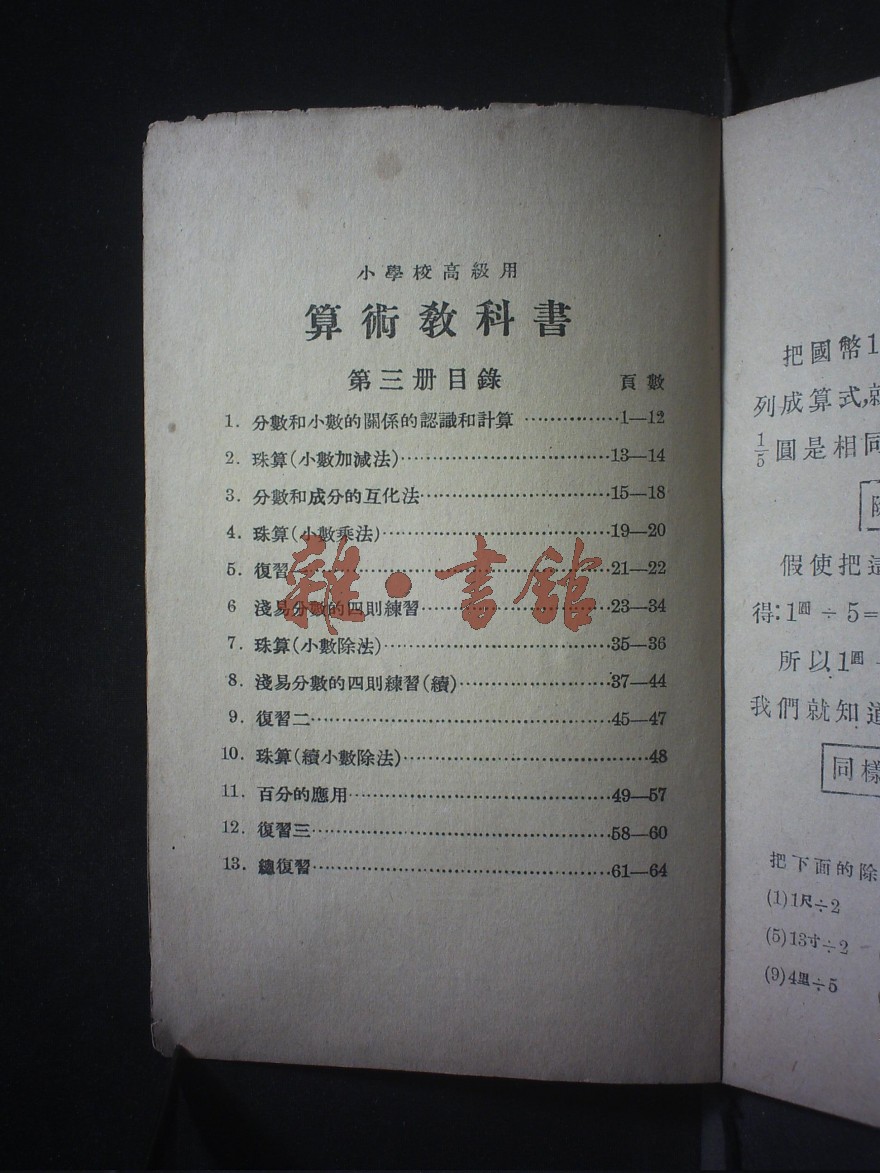 小學校高級用
算術教科書
第三册目錄 頁數
1. 分數和小數的關係的認識和計算………………1—12
2. 珠算(小數加減法)………………13—14
3. 分數和成分的互化法………………15—18
4. 珠算(小數乘法)………………19—20
5. 復習一………………21—22
6 淺易分數的四則練習………………23—34
7. 珠算(小數除法)………………35—36
8. 淺易分數的四則練習(續)………………37—44
9. 復習二………………45—47
10. 珠算(續小數除法)………………48
11. 百分的應用………………49—57
12. 復習三………………58—60
13. 總復習………………61—64
雜·書館
把國幣1
列成算式,就
1/5圓是相同
假使把這
得:1圓÷5=
所以1圓
我們就知道
同樣
把下面的除
(1)1尺÷2
(5)13寸÷2
(9)4里÷5